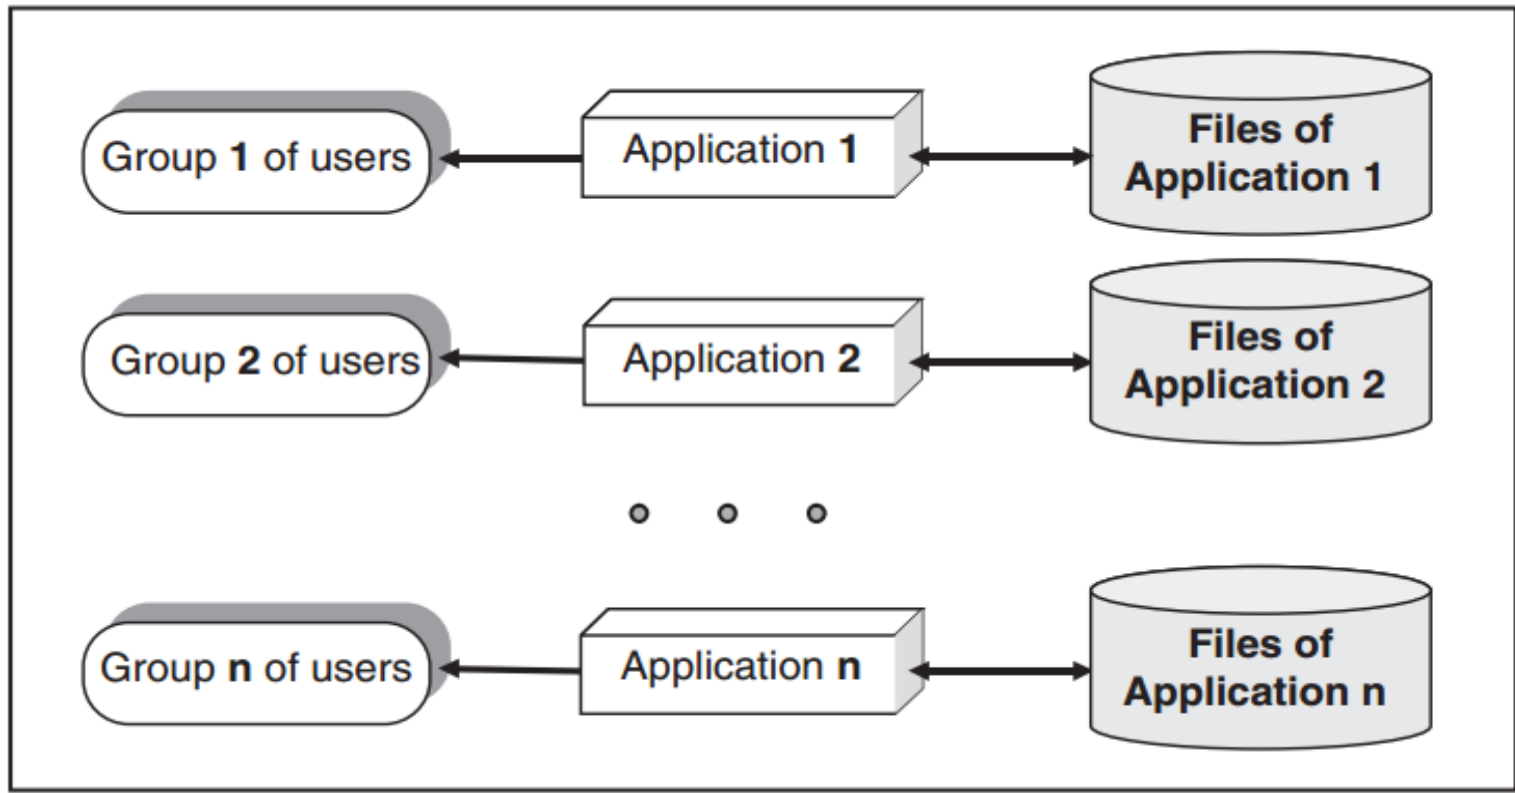 Group 1 of users
Application 1
Files of
Application 1
Group 2 of users
Application 2
Files of
Application 2
Group n of users
Application n
Files of
Application n